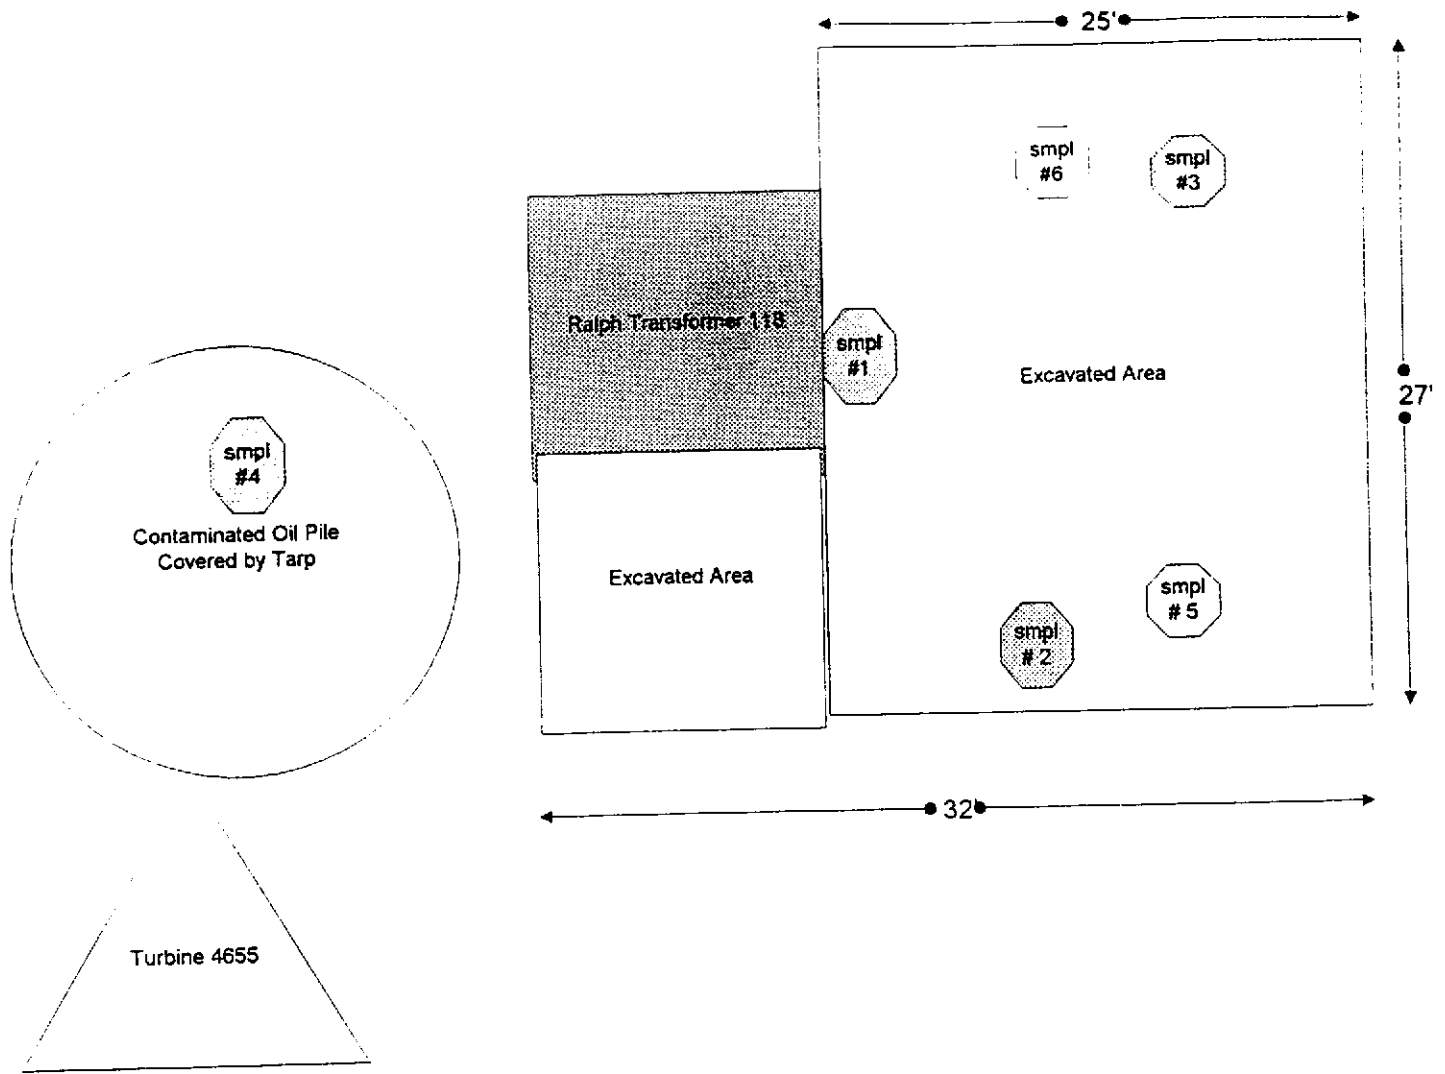 25'
smpl
#6
smpl
#3
Ralph Transformer 118
smpl
#1
Excavated Area
27'
smpl
#4
Contaminated Oil Pile
Covered by Tarp
Excavated Area
smpl
# 5
smpl
# 2
32'
Turbine 4655